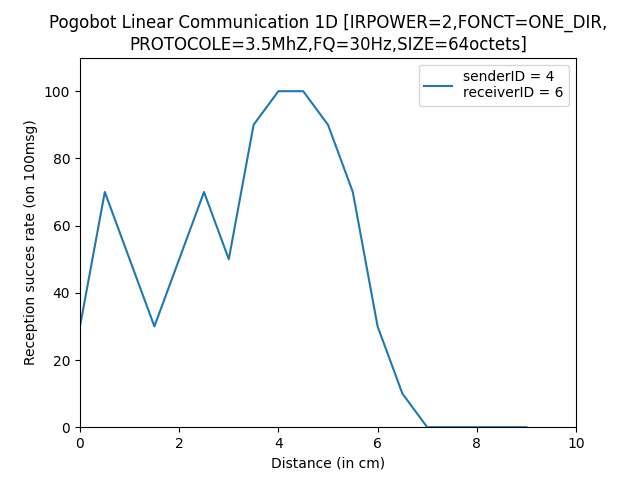 Pogobot Linear Communication 1D [IRPOWER=2,FONCT=ONE_DIR,
PROTOCOLE=3.5MhZ,FQ=30Hz,SIZE=64octets]
senderID = 4
receiverID = 6
Reception succes rate (on 100msg)
100
80
60
40
20
0
0 2 4 6 8 10
Distance (in cm)